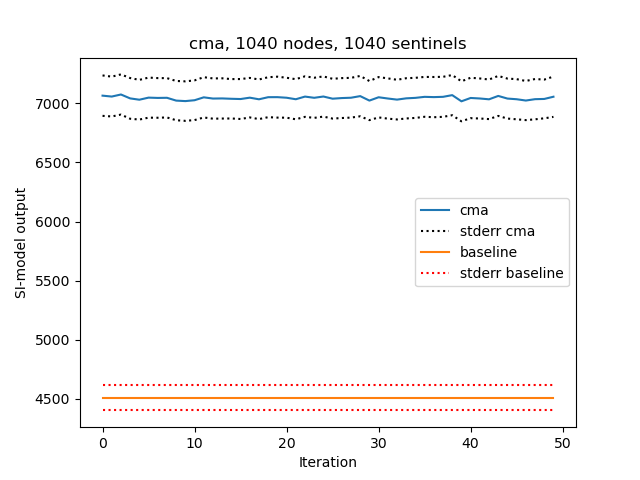 cma, 1040 nodes, 1040 sentinels
7000
6500
6000
5500
5000
4500
SI-model output
cma
stderr cma
baseline
stderr baseline
0 10 20 30 40 50
Iteration